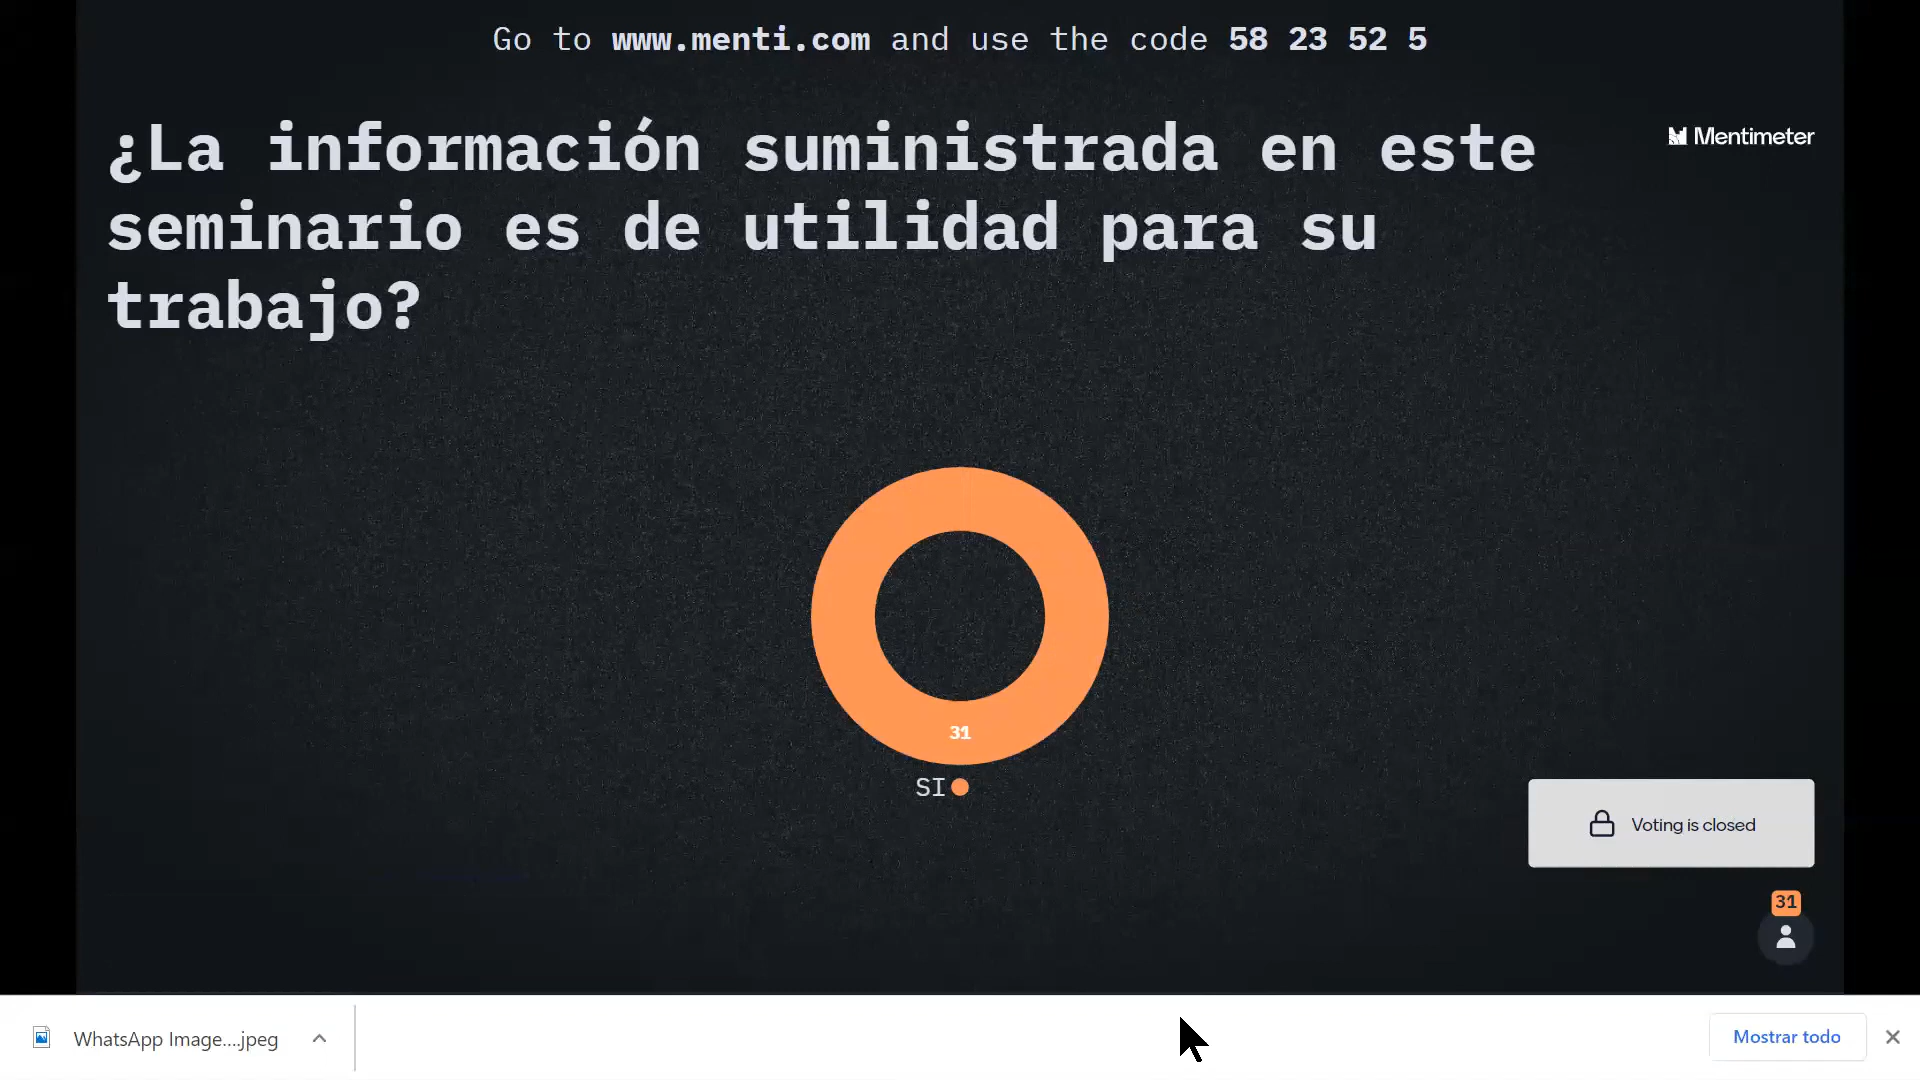 Go to www.menti.com and use the code 58 23 52 5
¿La información suministrada en este
seminario es de utilidad para su
trabajo?
Mentimeter
31
SI
Voting is closed
31
WhatsApp Image....jpeg
Mostrar todo